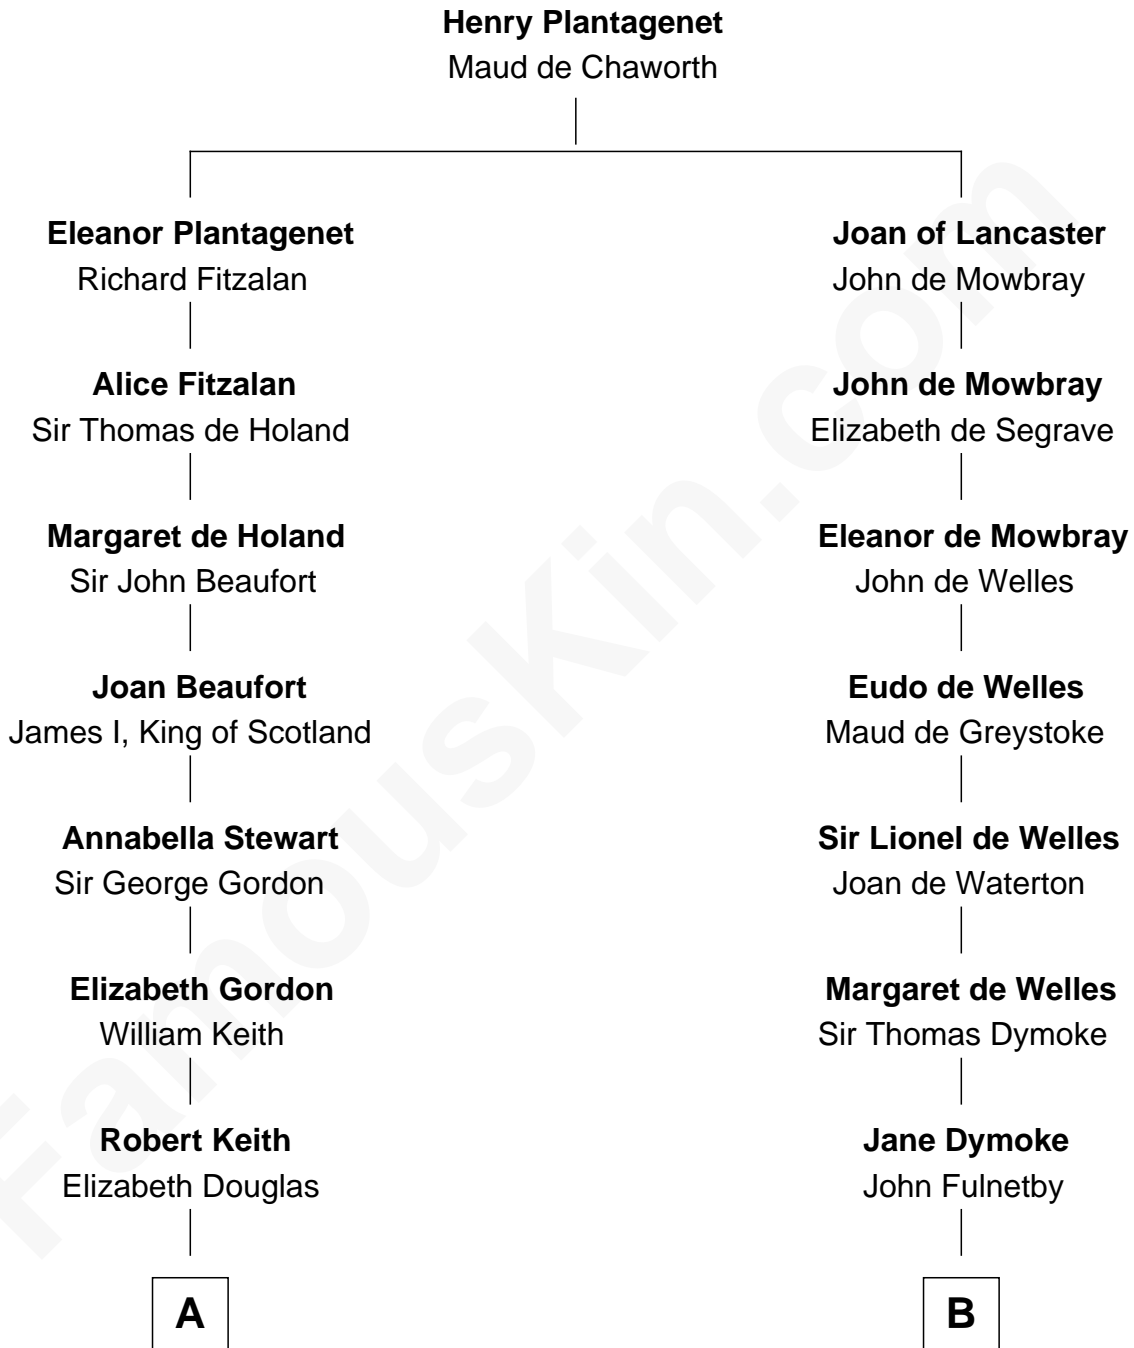 Henry Plantagenet
Maud de Chaworth
Eleanor Plantagenet
Richard Fitzalan
Joan of Lancaster
John de Mowbray
Alice Fitzalan
Sir Thomas de Holand
John de Mowbray
Elizabeth de Segrave
Margaret de Holand
Sir John Beaufort
Eleanor de Mowbray
John de Welles
Joan Beaufort
James I, King of Scotland
Eudo de Welles
Maud de Greystoke
Annabella Stewart
Sir George Gordon
Sir Lionel de Welles
Joan de Waterton
Elizabeth Gordon
William Keith
Margaret de Welles
Sir Thomas Dymoke
Robert Keith
Elizabeth Douglas
Jane Dymoke
John Fulnetby
A
B
FamousKin.com